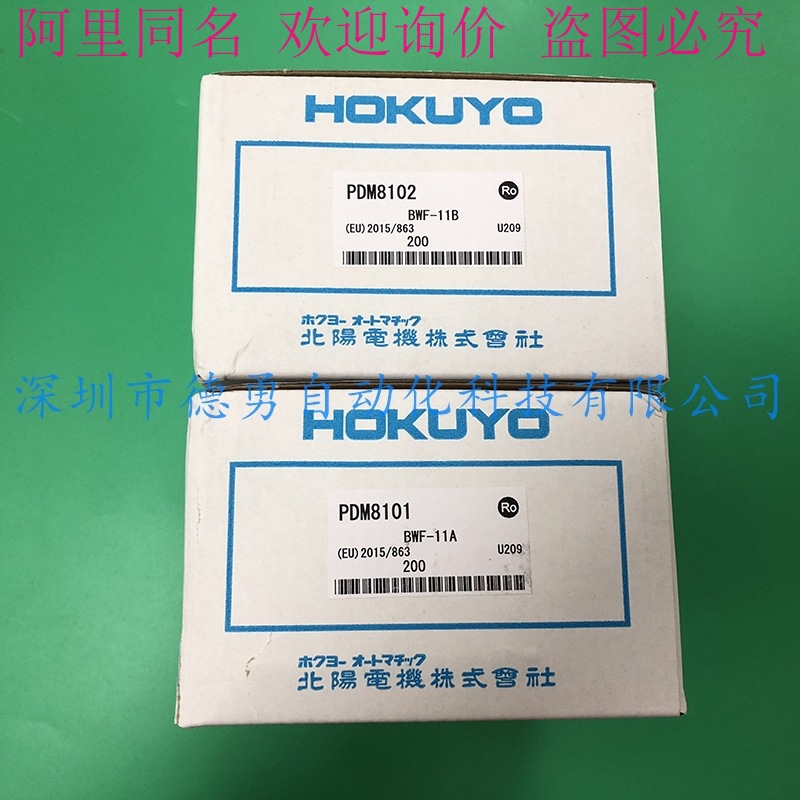 阿里同名 欢迎询价 盗图必究
HOKUYO
PDM8102 Ro
BWF-11B
(EU)2015/863 U209
200
ホクヨー オートマチック
北陽電機株式會社
深圳市德勇自动化科技有限公司
HOKUYO
PDM8101 Ro
BWF-11A
(EU)2015/863 U209
200
ホクヨー オートマチック
北陽電機株式會社